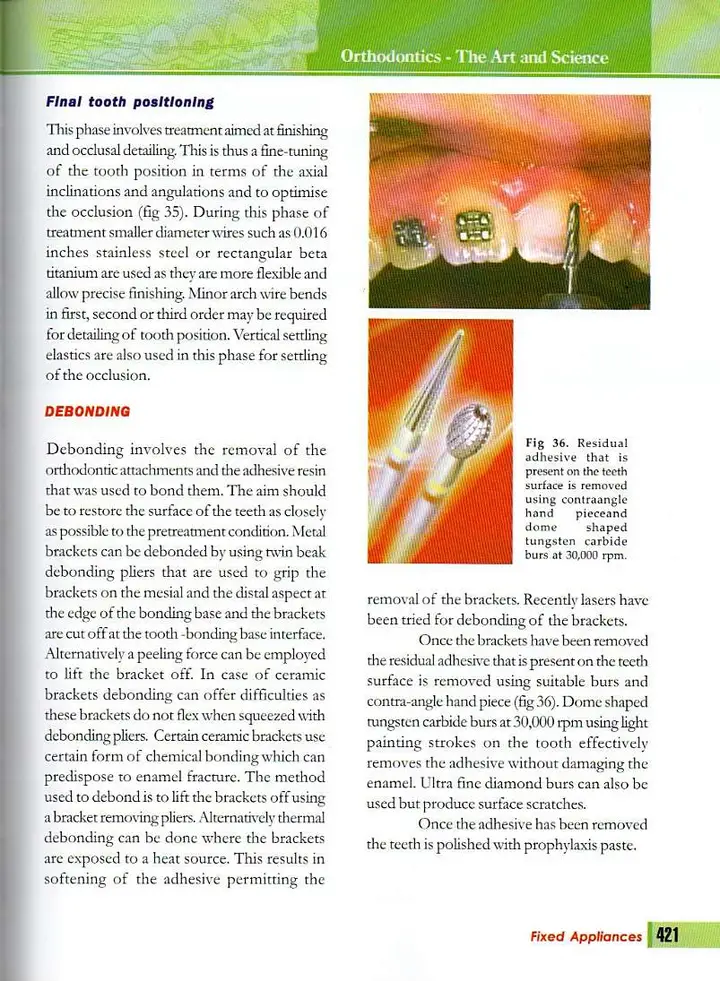 Orthodontics - The Art and Science
Final tooth positioning
This phase involves treatment aimed at finishing
and occlusal detailing. This is thus a fine-tuning
of the tooth position in terms of the axial
inclinations and angulations and to optimise
the occlusion (fig 35). During this phase of
treatment smaller diameter wires such as 0.016
inches stainless steel or rectangular beta
titanium are used as they are more flexible and
allow precise finishing. Minor arch wire bends
in first, second or third order may be required
for detailing of tooth position. Vertical settling
elastics are also used in this phase for settling
of the occlusion.
DEBONDING
Debonding involves the removal of the
orthodontic attachments and the adhesive resin
that was used to bond them. The aim should
be to restore the surface of the teeth as closely
as possible to the pretreatment condition. Metal
brackets can be debonded by using twin beak
debonding pliers that are used to grip the
brackets on the mesial and the distal aspect at
the edge of the bonding base and the brackets
are cut off at the tooth -bonding base interface.
Alternatively a peeling force can be employed
to lift the bracket off. In case of ceramic
brackets debonding can offer difficulties as
these brackets do not flex when squeezed with
debonding pliers. Certain ceramic brackets use
certain form of chemical bonding which can
predispose to enamel fracture. The method
used to debond is to lift the brackets off using
a bracket removing pliers. Alternatively thermal
debonding can be done where the brackets
are exposed to a heat source. This results in
softening of the adhesive permitting the
Fig 36. Residual
adhesive that is
present on the teeth
surface is removed
using contraangle
hand pieceand
dome shaped
tungsten carbide
burs at 30,000 rpm.
removal of the brackets. Recently lasers have
been tried for debonding of the brackets.
Once the brackets have been removed
the residual adhesive that is present on the teeth
surface is removed using suitable burs and
contra-angle hand piece (fig 36). Dome shaped
tungsten carbide burs at 30,000 rpm using light
painting strokes on the tooth effectively
removes the adhesive without damaging the
enamel. Ultra fine diamond burs can also be
used but produce surface scratches.
Once the adhesive has been removed
the teeth is polished with prophylaxis paste.
Fixed Appliances 421